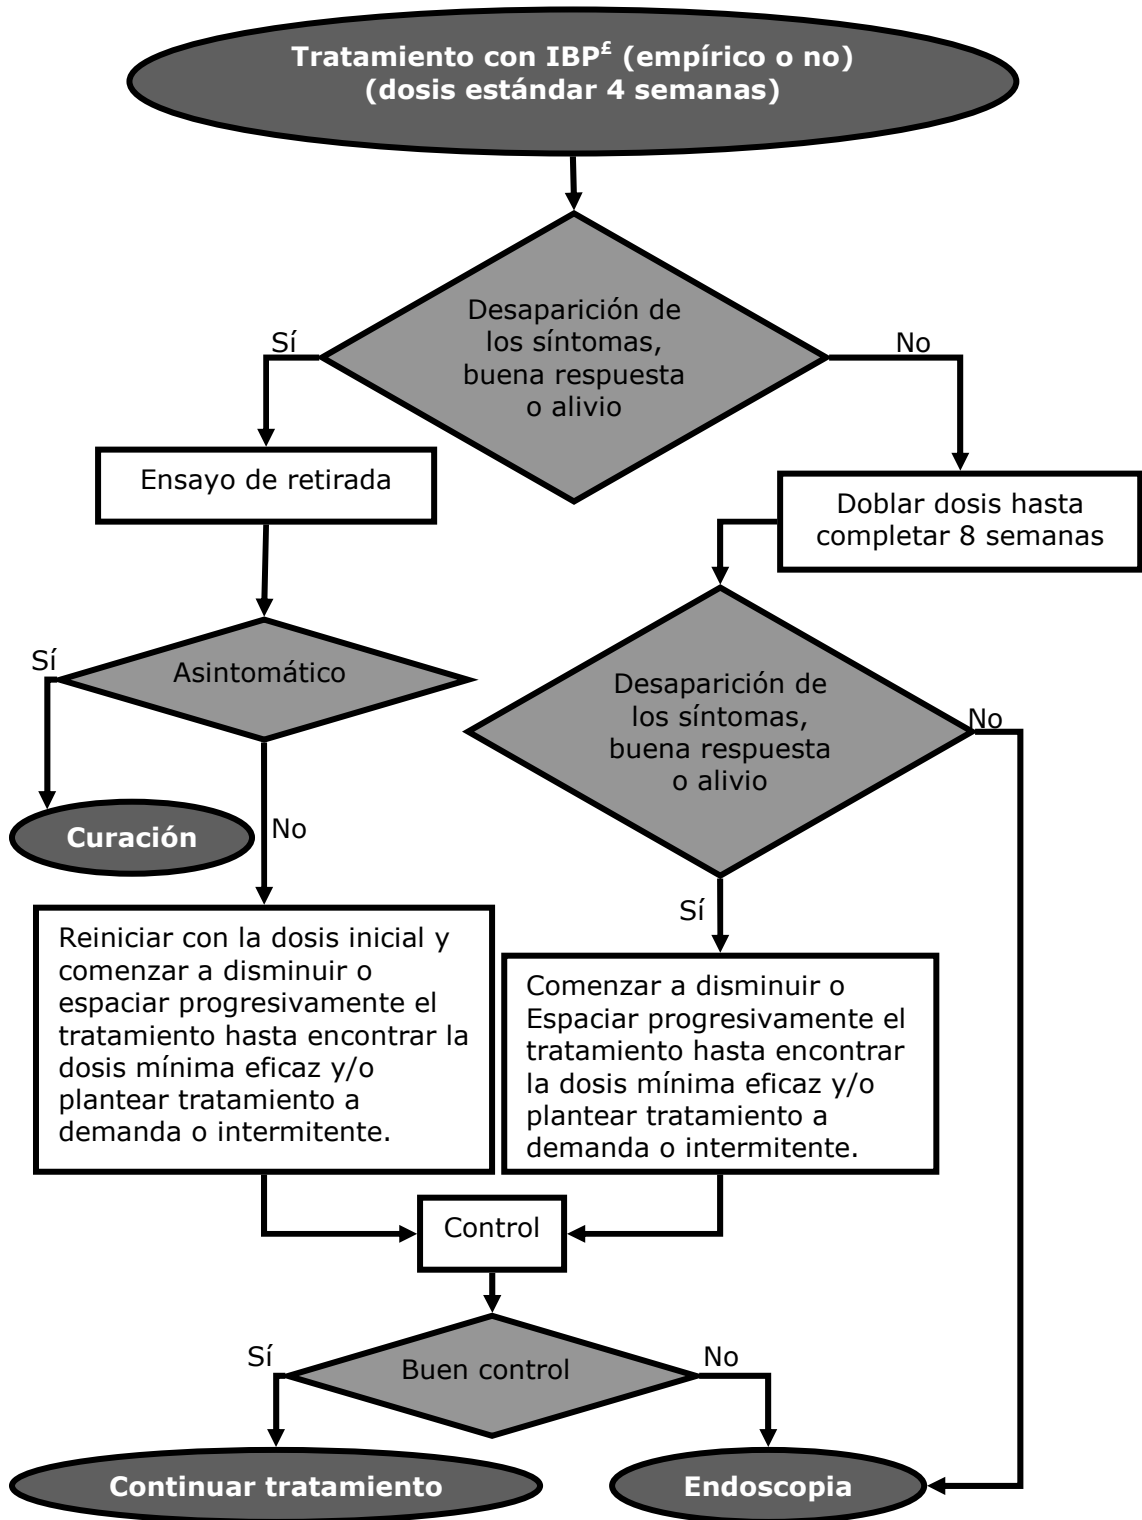 Tratamiento con IBP£ (empírico o no)
(dosis estándar 4 semanas)
Desaparición de
los síntomas,
buena respuesta
o alivio
Sí
No
Ensayo de retirada
Doblar dosis hasta
completar 8 semanas
Sí
Asintomático
Desaparición de
los síntomas,
buena respuesta
o alivio
No
Curación
No
Sí
Reiniciar con la dosis inicial y
comenzar a disminuir o
espaciar progresivamente el
tratamiento hasta encontrar la
dosis mínima eficaz y/o
plantear tratamiento a
demanda o intermitente.
Comenzar a disminuir o
Espaciar progresivamente el
tratamiento hasta encontrar
la dosis mínima eficaz y/o
plantear tratamiento a
demanda o intermitente.
Control
Sí
Buen control
No
Continuar tratamiento
Endoscopia